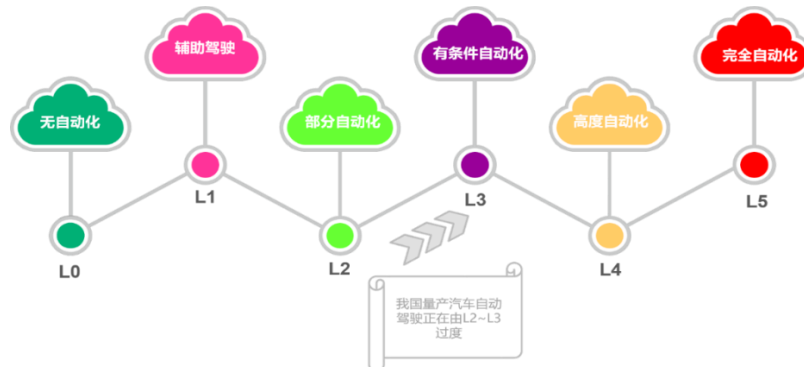 辅助驾驶
有条件自动化
完全自动化
无自动化
部分自动化
高度自动化
L1
L3
L5
L0
L2
L4
我国量产汽车自动
驾驶正在由L2~L3
过度